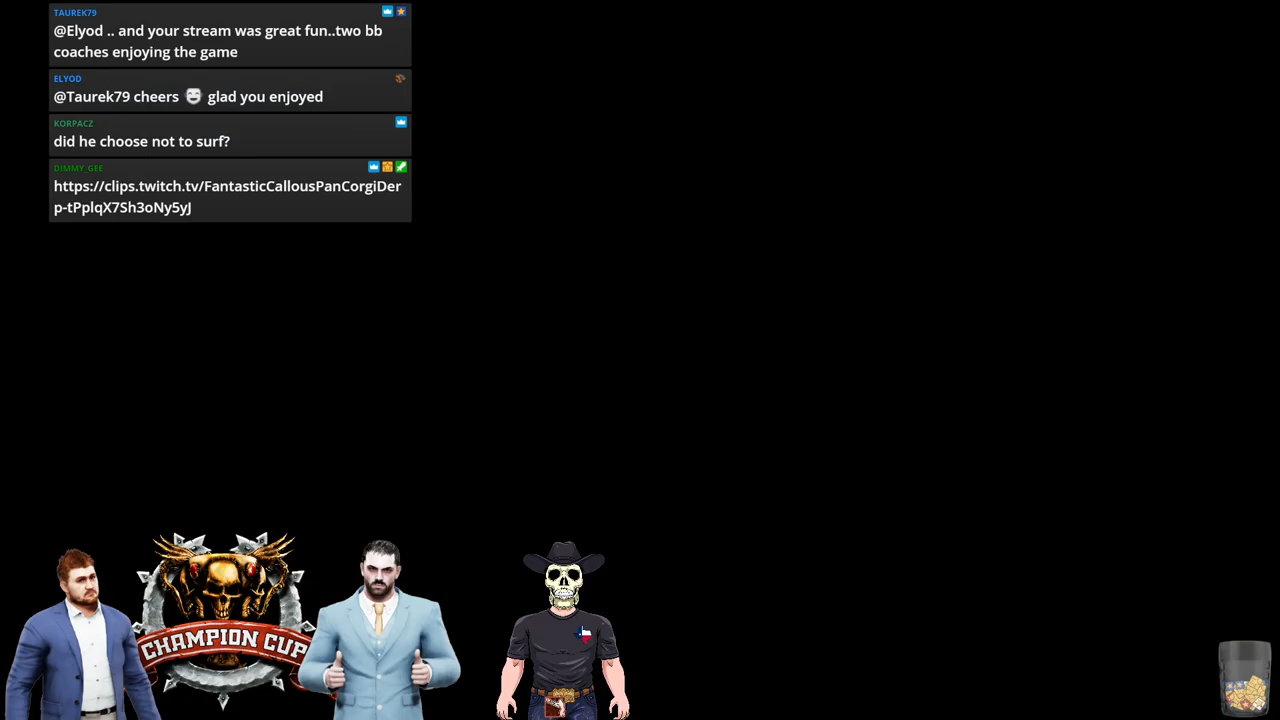 TAUREK79
@Elyod .. and your stream was great fun..two bb
coaches enjoying the game
ELYOD
@Taurek79 cheers glad you enjoyed
KORPACZ
did he choose not to surf?
DIMMY_GEE
https://clips.twitch.tv/FantasticCallousPanCorgiDer
p-tPplqX7Sh3oNy5yJ
CHAMPION CUP